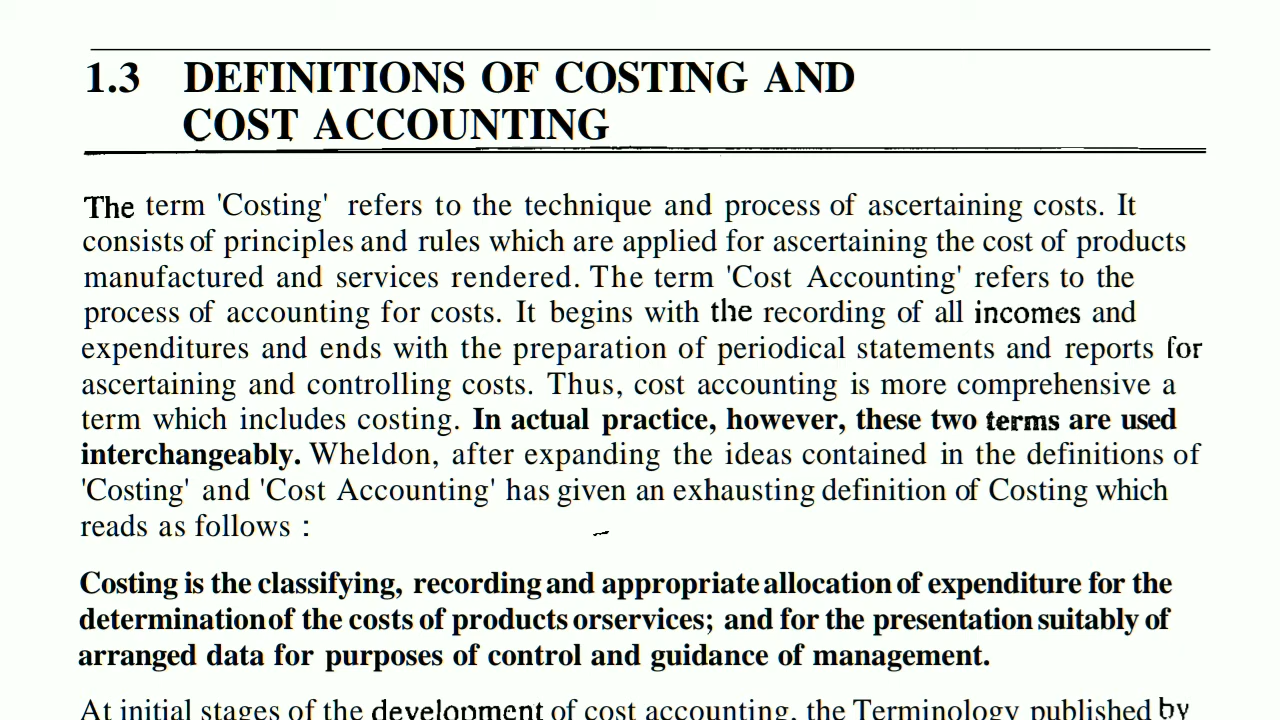 1.3 DEFINITIONS OF COSTING AND
COST ACCOUNTING
The term 'Costing' refers to the technique and process of ascertaining costs. It
consists of principles and rules which are applied for ascertaining the cost of products
manufactured and services rendered. The term 'Cost Accounting' refers to the
process of accounting for costs. It begins with the recording of all incomes and
expenditures and ends with the preparation of periodical statements and reports for
ascertaining and controlling costs. Thus, cost accounting is more comprehensive a
term which includes costing. In actual practice, however, these two terms are used
interchangeably. Wheldon, after expanding the ideas contained in the definitions of
'Costing' and 'Cost Accounting' has given an exhausting definition of Costing which
reads as follows :
Costing is the classifying, recording and appropriate allocation of expenditure for the
determination of the costs of products orservices; and for the presentation suitably of
arranged data for purposes of control and guidance of management.
At initial stages of the development of cost accounting, the Terminology published by